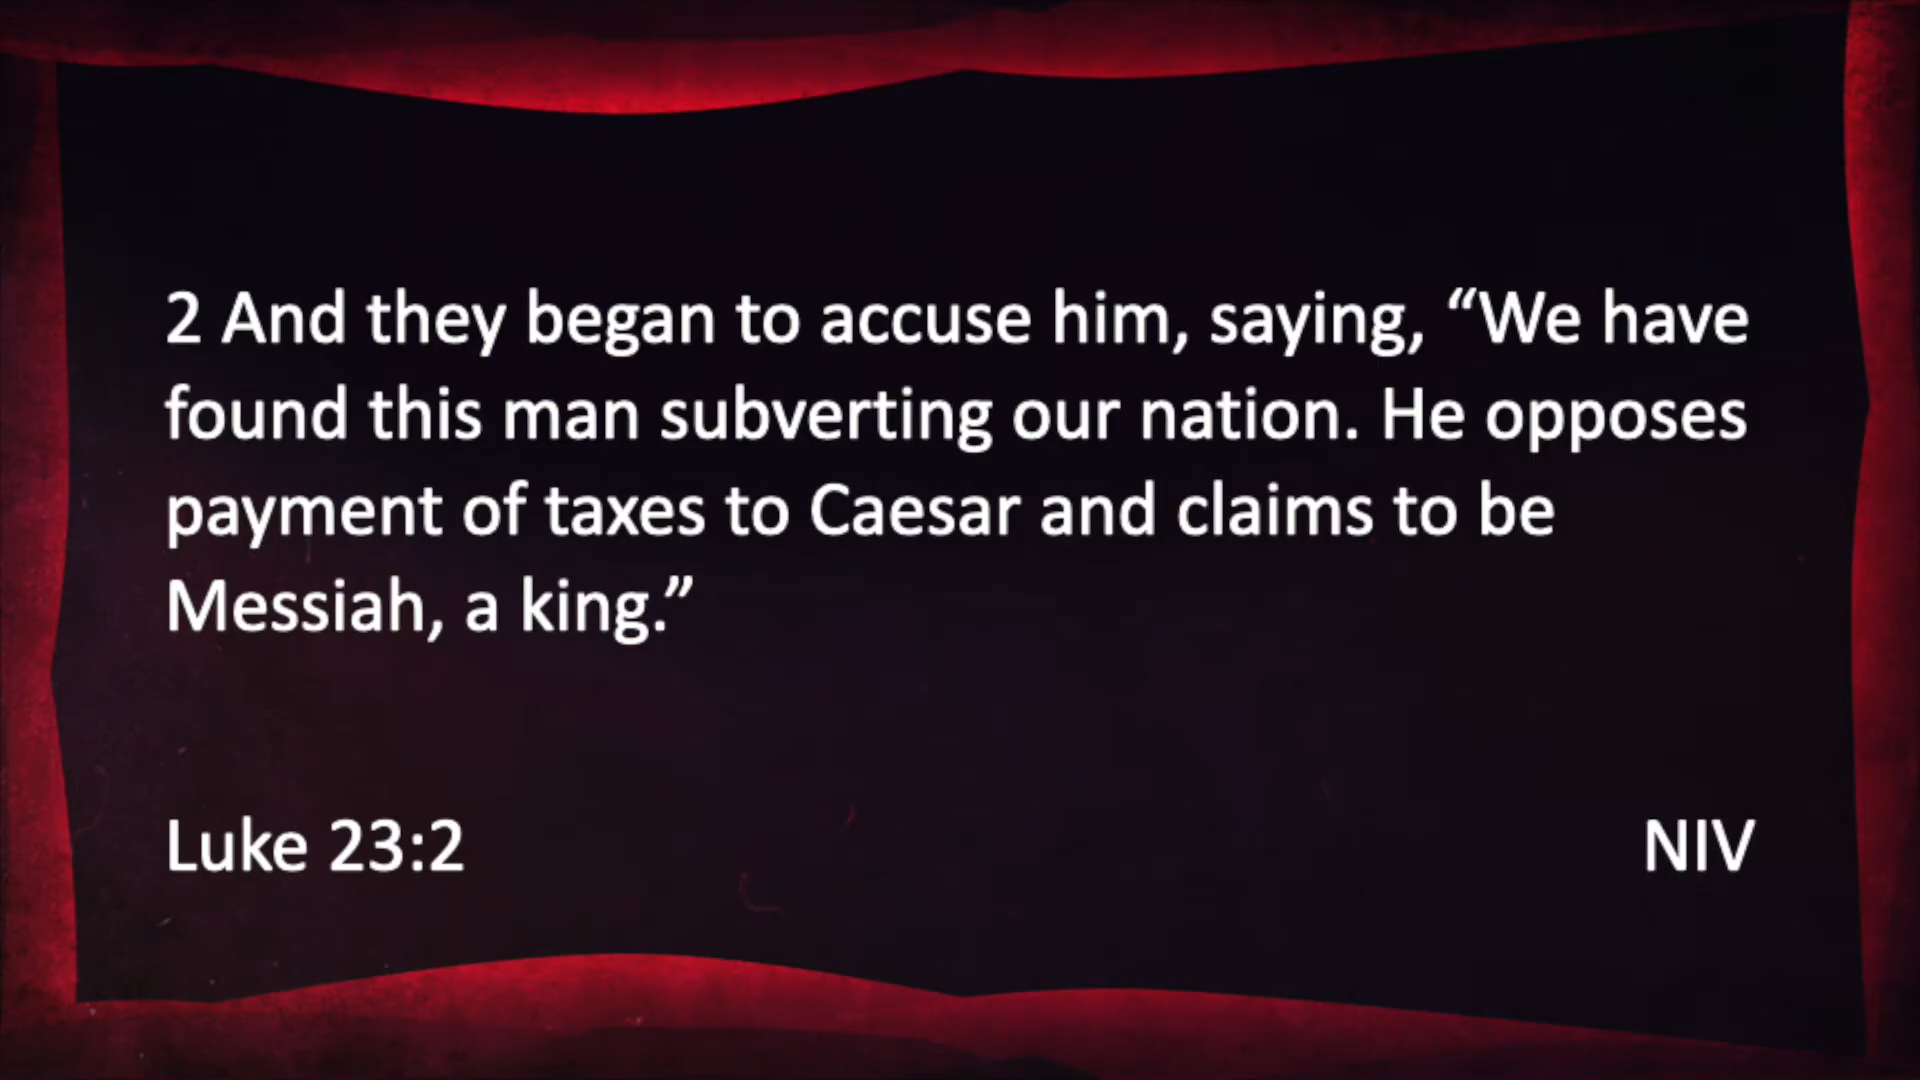 2 And they began to accuse him, saying, “We have
found this man subverting our nation. He opposes
payment of taxes to Caesar and claims to be
Messiah, a king.”
Luke 23:2
NIV